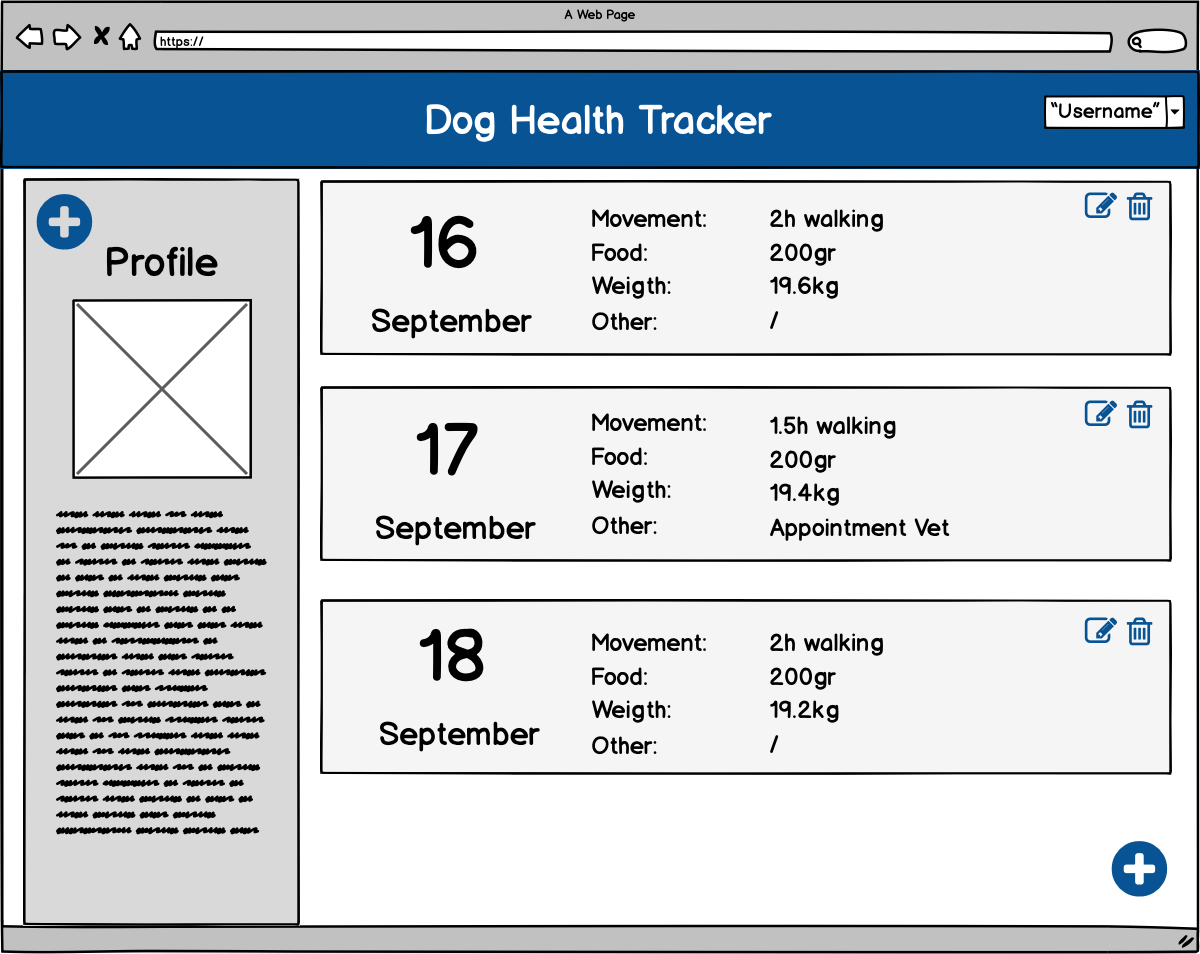 A Web Page
https://
Dog Health Tracker
"Username"
Profile
16
September
Movement: 2h walking
Food: 200gr
Weigth: 19.6kg
Other: /
17
September
Movement: 1.5h walking
Food: 200gr
Weigth: 19.4kg
Other: Appointment Vet
18
September
Movement: 2h walking
Food: 200gr
Weigth: 19.2kg
Other: /